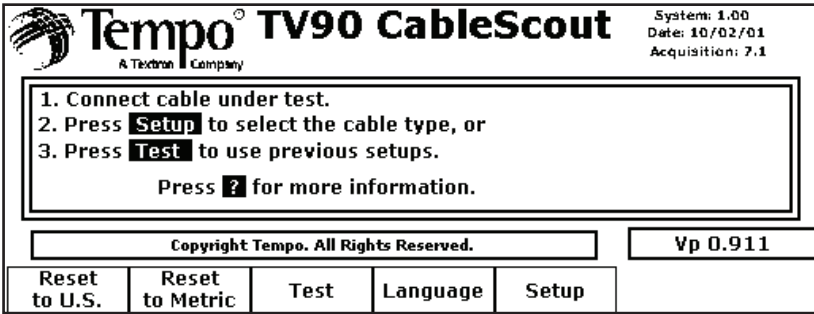 Tempo® TV90 CableScout
A Textron Company
System: 1.00
Date: 10/02/01
Acquisition: 7.1
1. Connect cable under test.
2. Press Setup to select the cable type, or
3. Press Test to use previous setups.
Press ? for more information.
Copyright Tempo. All Rights Reserved.
Vp 0.911
Reset
to U.S.
Reset
to Metric
Test
Language
Setup